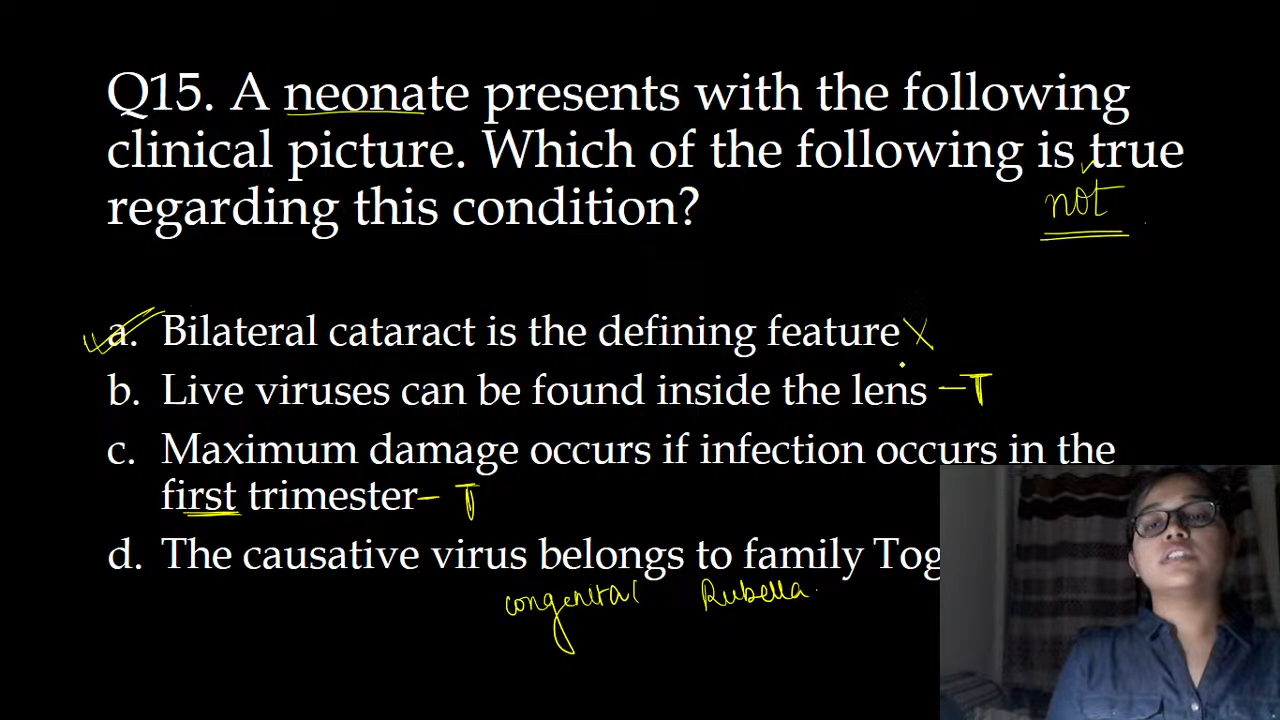 Q15. A neonate presents with the following
clinical picture. Which of the following is true
not
regarding this condition?
a. Bilateral cataract is the defining feature X
b. Live viruses can be found inside the lens – T
c. Maximum damage occurs if infection occurs in the
first trimester – T
d. The causative virus belongs to family Tog
congenital Rubella.